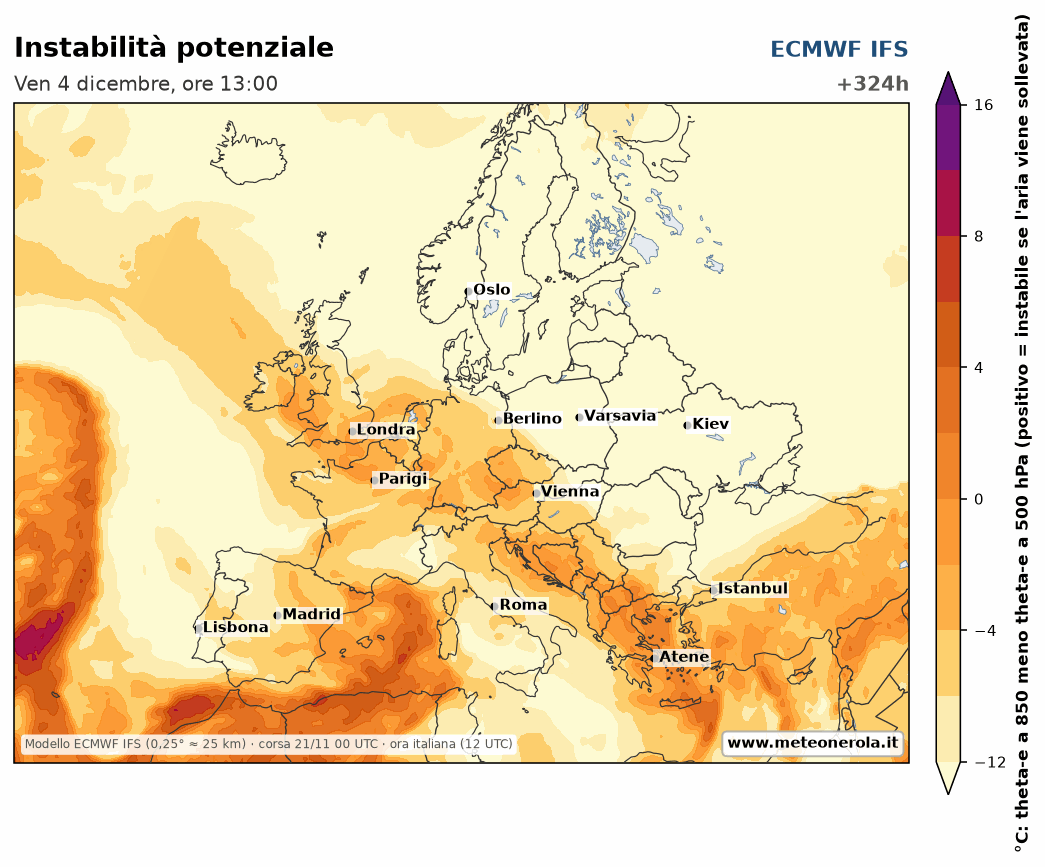 Instabilità potenziale
ECMWF IFS
Ven 4 dicembre, ore 13:00
+324h
Oslo
Berlino
Varsavia
Kiev
Londra
Parigi
Vienna
Istanbul
Roma
Madrid
Lisbona
Atene
Modello ECMWF IFS (0,25° ≈ 25 km) · corsa 21/11 00 UTC · ora italiana (12 UTC)
www.meteonerola.it
16
8
4
0
−4
−12
°C: theta-e a 850 meno theta-e a 500 hPa (positivo = instabile se l'aria viene sollevata)